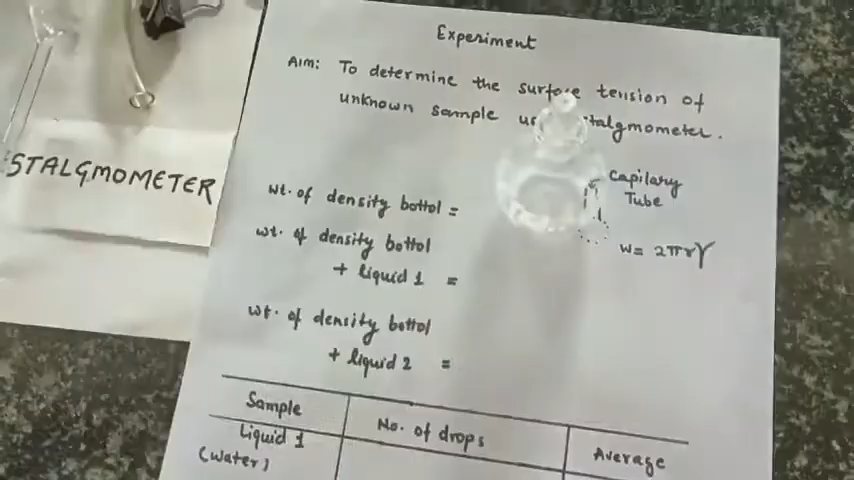 Experiment
Aim: To determine the surface tension of
unknown sample talgmometer.
STALGMOMETER
Capilary
Tube
wt. of density bottol =
w = 2πrγ
wt. of density bottol
+ liquid 1 =
wt. of density bottol
+ liquid 2 =
Sample No. of drops Average
Liquid 1
(water)